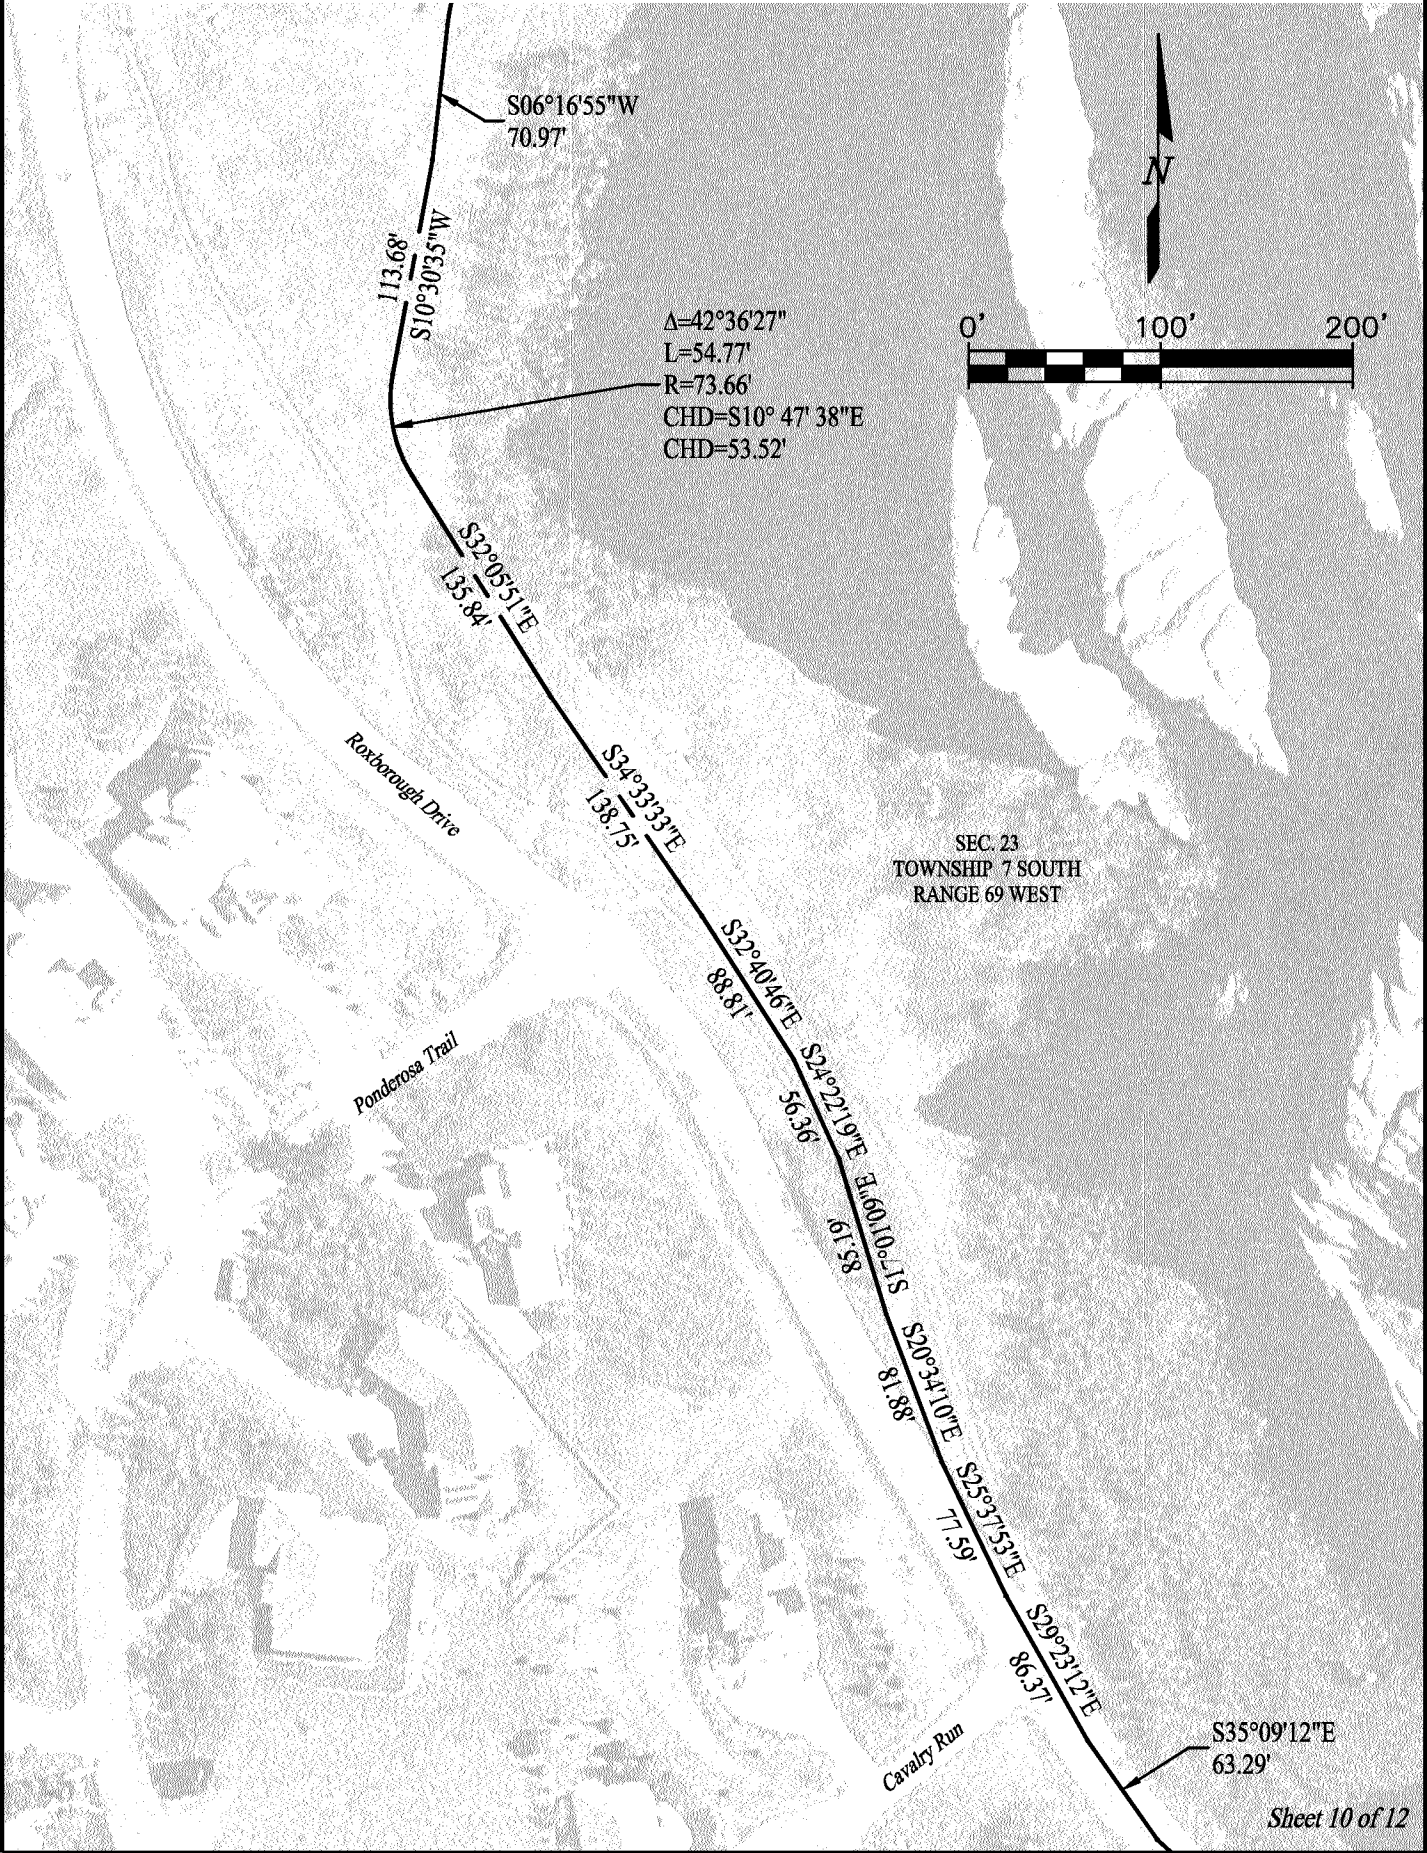 S06°16'55"W
70.97'
N
113.68'
S10°30'35"W
0' 100' 200'
Δ=42°36'27"
L=54.77'
R=73.66'
CHD=S10° 47' 38"E
CHD=53.52'
S32°05'51"E
135.84'
Roxborough Drive
S34°33'33"E
138.75'
SEC. 23
TOWNSHIP 7 SOUTH
RANGE 69 WEST
S32°40'46"E
88.81'
Ponderosa Trail
S24°22'19"E
56.36'
S17°01'09"E
85.19'
S20°34'10"E
81.88'
S25°37'53"E
77.59'
S29°23'12"E
86.37'
Cavalry Run
S35°09'12"E
63.29'
Sheet 10 of 12